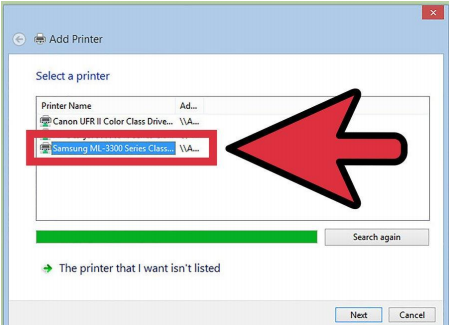 Add Printer
Select a printer
Printer Name Ad...
Canon UFR II Color Class Drive... \\A...
Samsung ML-3300 Series Class... \\A...
Search again
The printer that I want isn't listed
Next Cancel